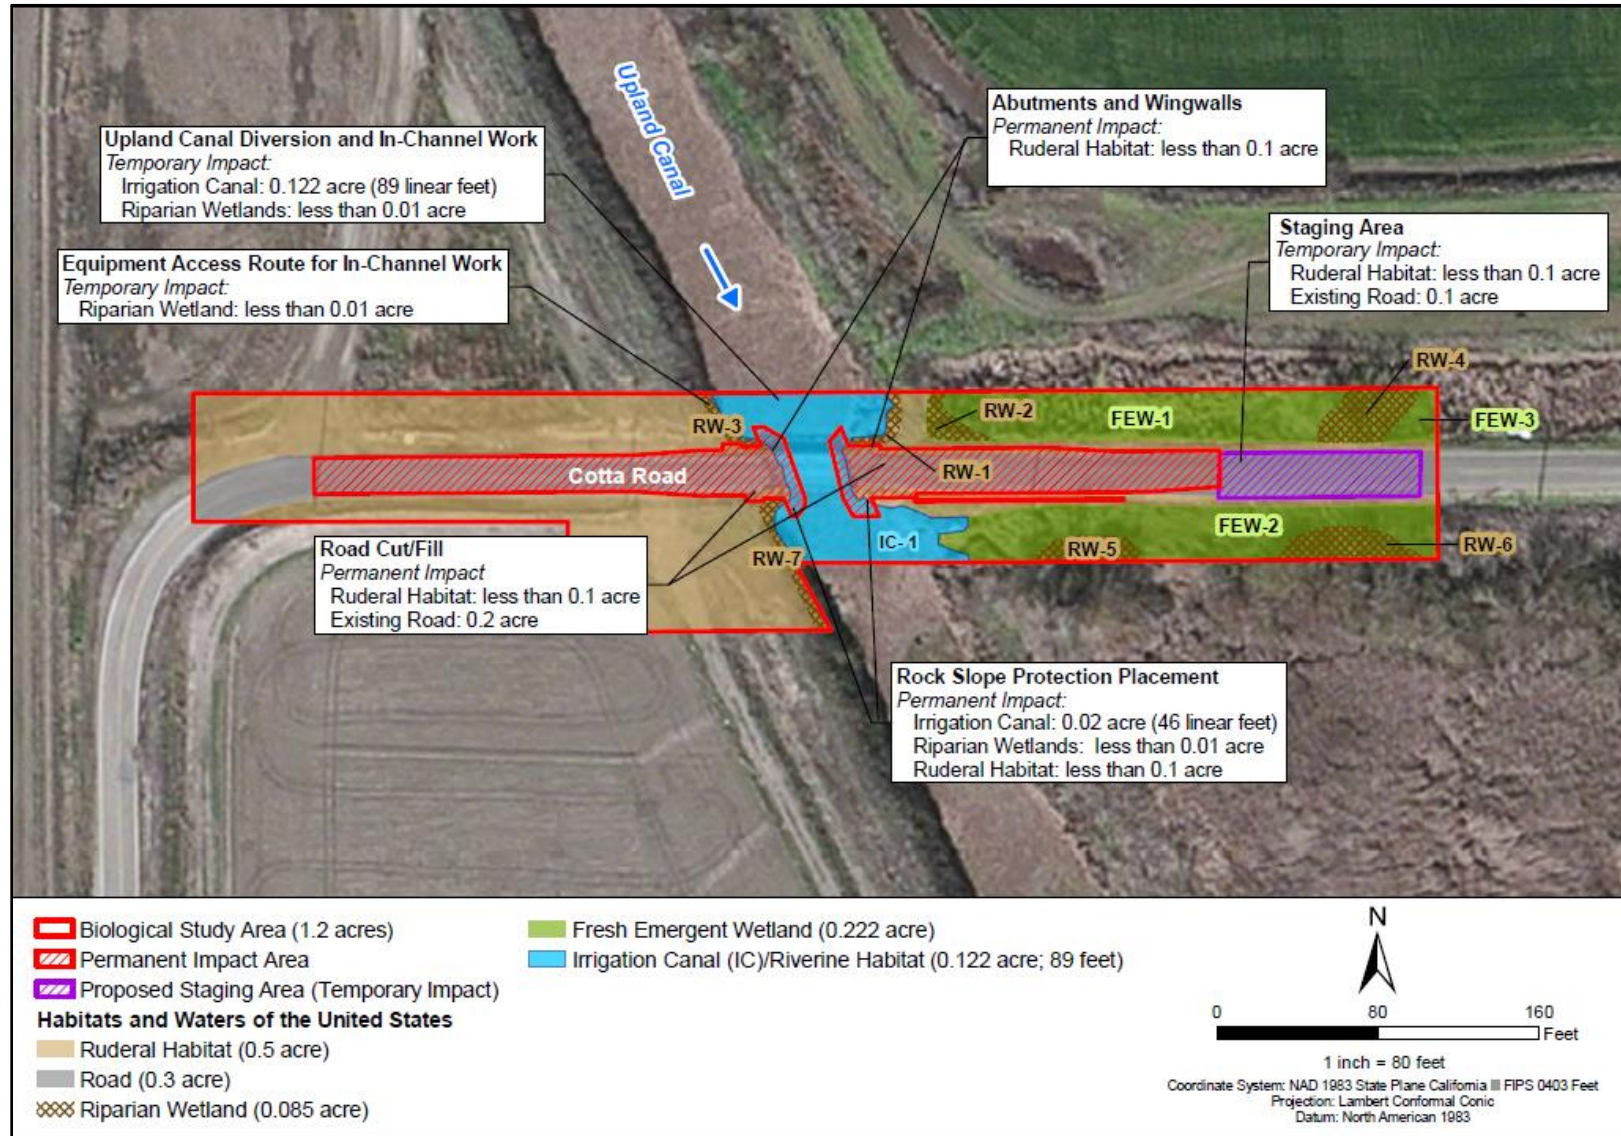 Upland Canal
Upland Canal Diversion and In-Channel Work
Temporary Impact:
Irrigation Canal: 0.122 acre (89 linear feet)
Riparian Wetlands: less than 0.01 acre
Equipment Access Route for In-Channel Work
Temporary Impact:
Riparian Wetland: less than 0.01 acre
Abutments and Wingwalls
Permanent Impact:
Ruderal Habitat: less than 0.1 acre
Staging Area
Temporary Impact:
Ruderal Habitat: less than 0.1 acre
Existing Road: 0.1 acre
RW-4
RW-3
RW-2
FEW-1
FEW-3
Cotta Road
RW-1
IC-1
FEW-2
RW-7
RW-5
RW-6
Road Cut/Fill
Permanent Impact
Ruderal Habitat: less than 0.1 acre
Existing Road: 0.2 acre
Rock Slope Protection Placement
Permanent Impact:
Irrigation Canal: 0.02 acre (46 linear feet)
Riparian Wetlands: less than 0.01 acre
Ruderal Habitat: less than 0.1 acre
Biological Study Area (1.2 acres)
Permanent Impact Area
Proposed Staging Area (Temporary Impact)
Habitats and Waters of the United States
Ruderal Habitat (0.5 acre)
Road (0.3 acre)
Riparian Wetland (0.085 acre)
Fresh Emergent Wetland (0.222 acre)
Irrigation Canal (IC)/Riverine Habitat (0.122 acre; 89 feet)
N
0 80 160
Feet
1 inch = 80 feet
Coordinate System: NAD 1983 State Plane California III FIPS 0403 Feet
Projection: Lambert Conformal Conic
Datum: North American 1983